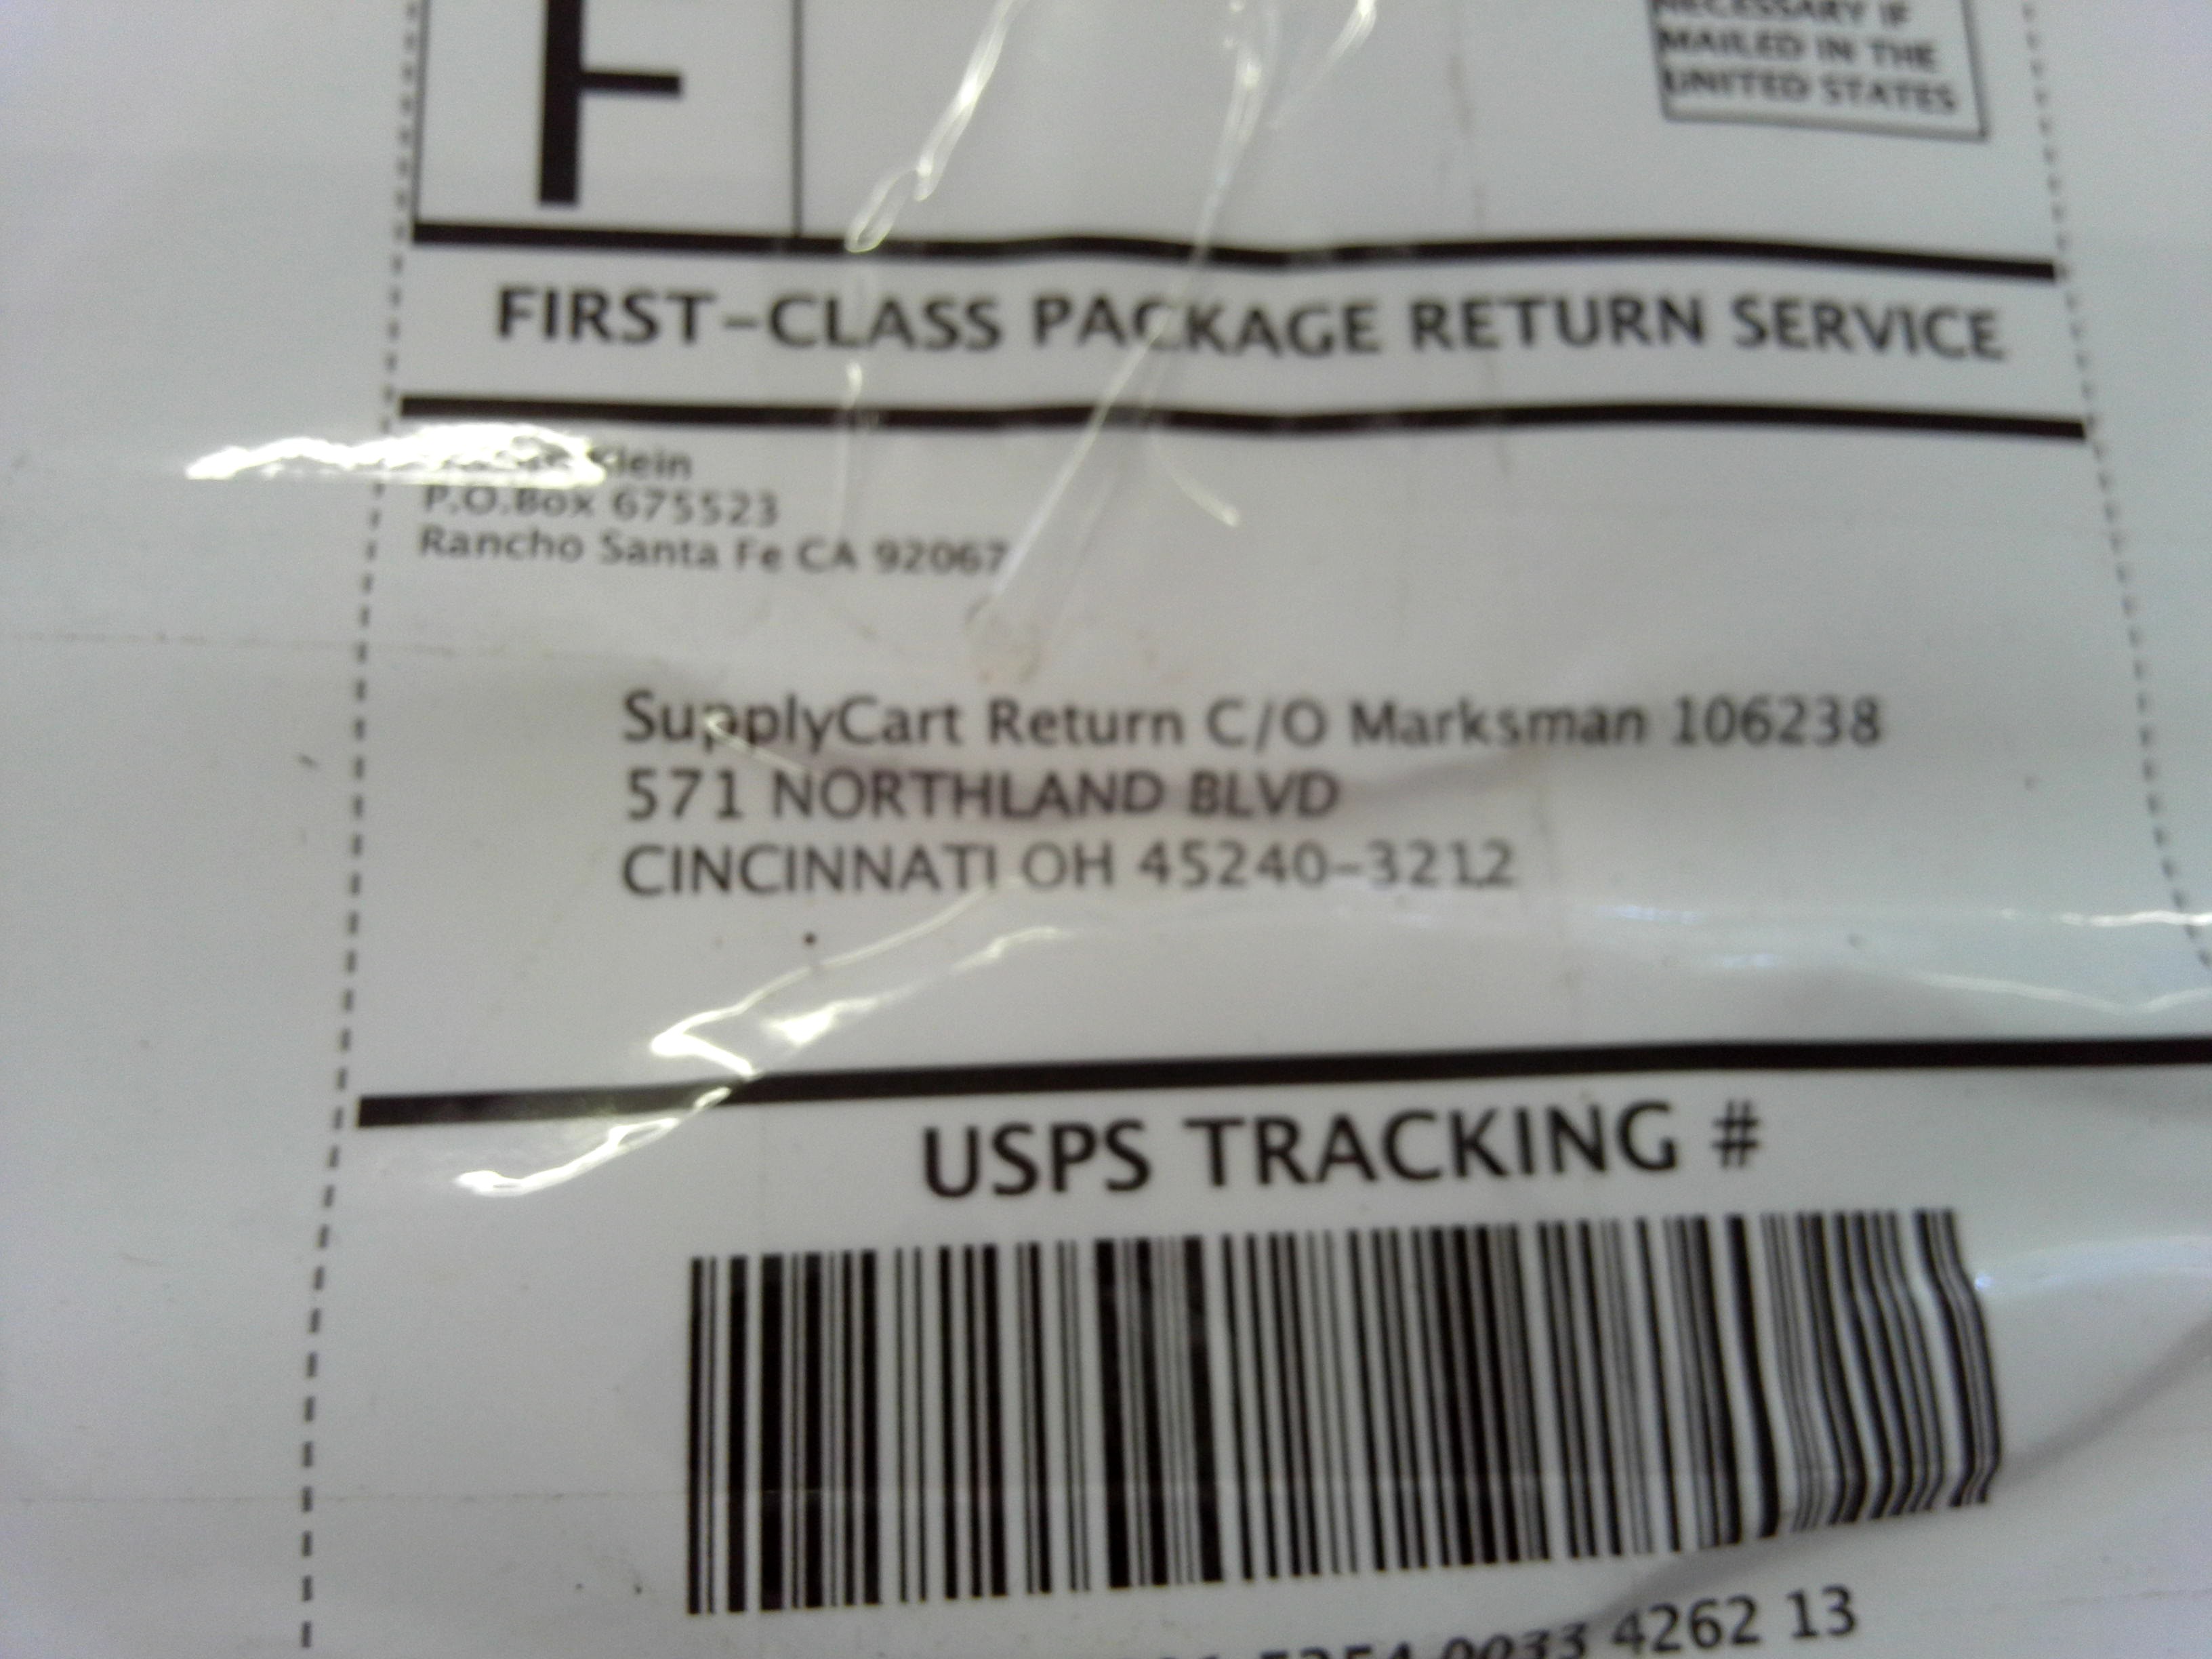 F
NECESSARY IF
MAILED IN THE
UNITED STATES
FIRST-CLASS PACKAGE RETURN SERVICE
Klein
P.O.Box 675523
Rancho Santa Fe CA 92067
SupplyCart Return C/O Marksman 106238
571 NORTHLAND BLVD
CINCINNATI OH 45240-3212
USPS TRACKING #
0033 4262 13